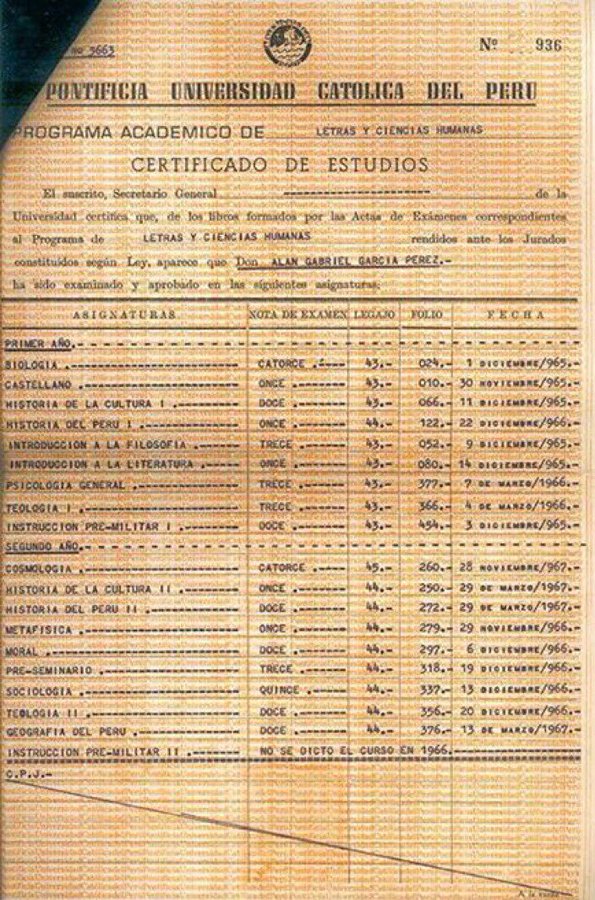 no 3663
Nº 936
PONTIFICIA UNIVERSIDAD CATOLICA DEL PERU
PROGRAMA ACADEMICO DE LETRAS Y CIENCIAS HUMANAS
CERTIFICADO DE ESTUDIOS
El suscrito, Secretario General ------------------- de la
Universidad certifica que, de los libros formados por las Actas de Exámenes correspondientes
al Programa de LETRAS Y CIENCIAS HUMANAS rendidos ante los Jurados
constituidos según Ley, aparece que Don ALAN GABRIEL GARCIA PEREZ.-
ha sido examinado y aprobado en las siguientes asignaturas:
ASIGNATURAS NOTA DE EXAMEN LEGAJO FOLIO FECHA
PRIMER AÑO.-
BIOLOGIA .- CATORCE .- 43.- 024.- 1 DICIEMBRE/965.-
CASTELLANO .- ONCE .- 43.- 010.- 30 NOVIEMBRE/965.-
HISTORIA DE LA CULTURA I .- DOCE .- 43.- 066.- 11 DICIEMBRE/965.-
HISTORIA DEL PERU I .- ONCE .- 44.- 122.- 22 DICIEMBRE/966.-
INTRODUCCION A LA FILOSOFIA .- TRECE .- 43.- 052.- 9 DICIEMBRE/965.-
INTRODUCCION A LA LITERATURA .- ONCE .- 43.- 080.- 14 DICIEMBRE/965.-
PSICOLOGIA GENERAL .- TRECE .- 43.- 377.- 7 DE MARZO/1966.-
TEOLOGIA I .- TRECE .- 43.- 366.- 4 DE MARZO/1966.-
INSTRUCCION PRE-MILITAR I .- DOCE .- 43.- 454.- 3 DICIEMBRE/965.-
SEGUNDO AÑO.-
COSMOLOGIA .- CATORCE .- 45.- 260.- 28 NOVIEMBRE/967.-
HISTORIA DE LA CULTURA II .- ONCE .- 44.- 250.- 29 DE MARZO/1967.-
HISTORIA DEL PERU II .- DOCE .- 44.- 272.- 29 DE MARZO/1967.-
METAFISICA .- ONCE .- 44.- 279.- 29 NOVIEMBRE/966.-
MORAL .- DOCE .- 44.- 297.- 6 DICIEMBRE/966.-
PRE-SEMINARIO .- TRECE .- 44.- 318.- 19 DICIEMBRE/966.-
SOCIOLOGIA .- QUINCE .- 44.- 337.- 13 DICIEMBRE/966.-
TEOLOGIA II .- DOCE .- 44.- 356.- 20 DICIEMBRE/966.-
GEOGRAFIA DEL PERU .- DOCE .- 44.- 376.- 13 DE MARZO/1967.-
INSTRUCCION PRE-MILITAR II .- NO SE DICTO EL CURSO EN 1966.-
C.P.J.-
A la vuelta